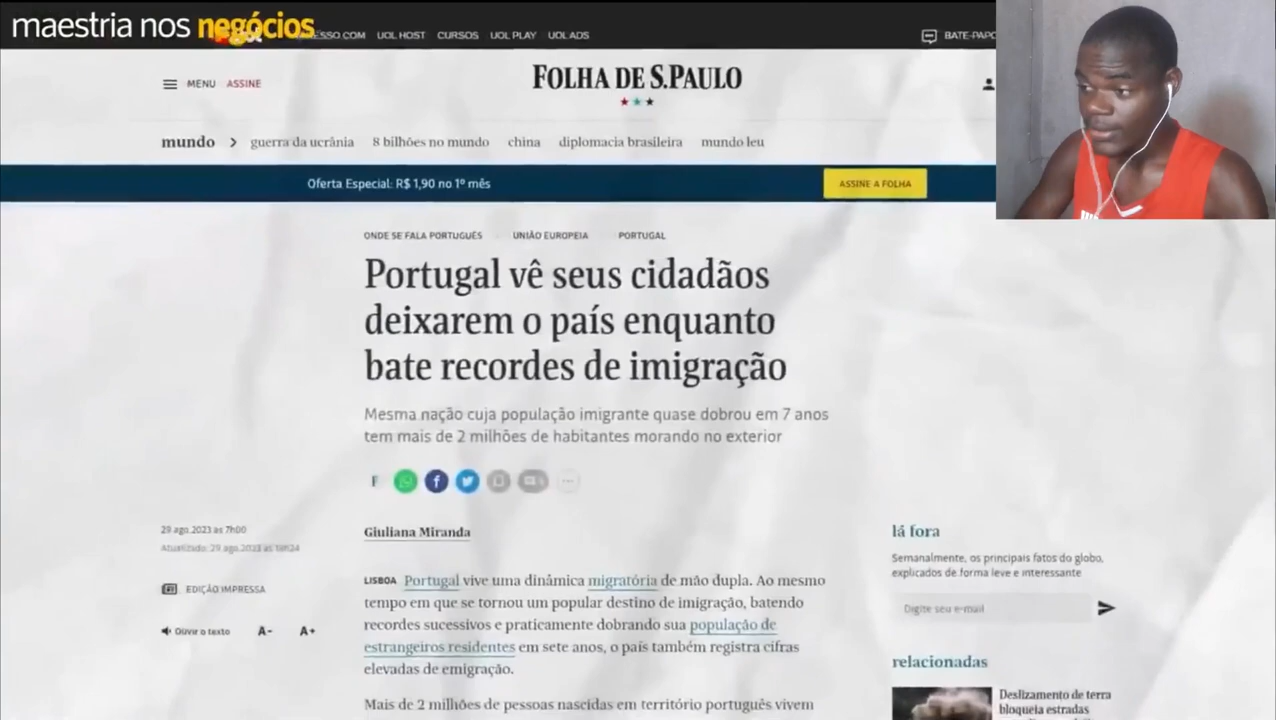 maestria nos negócios
UOL HOST CURSOS UOL PLAY UOL ADS
BATE-PAPO
MENU ASSINE
FOLHA DE S.PAULO
mundo > guerra da ucrânia 8 bilhões no mundo china diplomacia brasileira mundo leu
Oferta Especial: R$ 1,90 no 1º mês
ASSINE A FOLHA
ONDE SE FALA PORTUGUÊS UNIÃO EUROPEIA PORTUGAL
Portugal vê seus cidadãos
deixarem o país enquanto
bate recordes de imigração
Mesma nação cuja população imigrante quase dobrou em 7 anos
tem mais de 2 milhões de habitantes morando no exterior
29 ago.2023 às 7h00
Atualizado: 29 ago.2023 às
EDIÇÃO IMPRESSA
Ouvir o texto A- A+
Giuliana Miranda
LISBOA Portugal vive uma dinâmica migratória de mão dupla. Ao mesmo
tempo em que se tornou um popular destino de imigração, batendo
recordes sucessivos e praticamente dobrando sua população de
estrangeiros residentes em sete anos, o país também registra cifras
elevadas de emigração.
Mais de 2 milhões de pessoas nascidas em território português vivem
lá fora
Semanalmente, os principais fatos do globo,
explicados de forma leve e interessante
Digite seu e-mail
relacionadas
Deslizamento de terra
bloqueia estradas